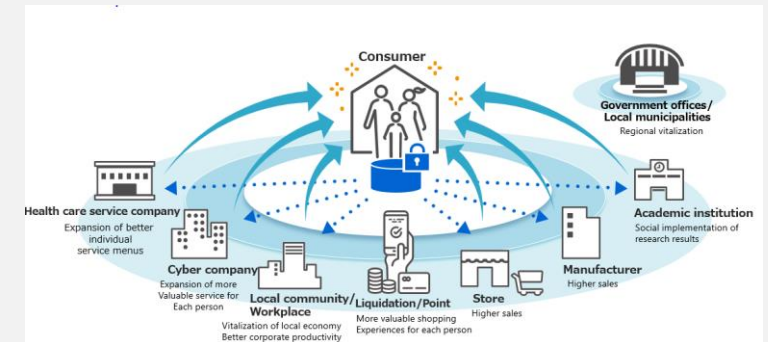 Consumer
Government offices/
Local municipalities
Regional vitalization
Health care service company
Expansion of better
individual
service menus
Cyber company
Expansion of more
Valuable service for
Each person
Local community/
Workplace
Vitalization of local economy
Better corporate productivity
Liquidation/Point
More valuable shopping
Experiences for each person
Store
Higher sales
Manufacturer
Higher sales
Academic institution
Social implementation of
research results